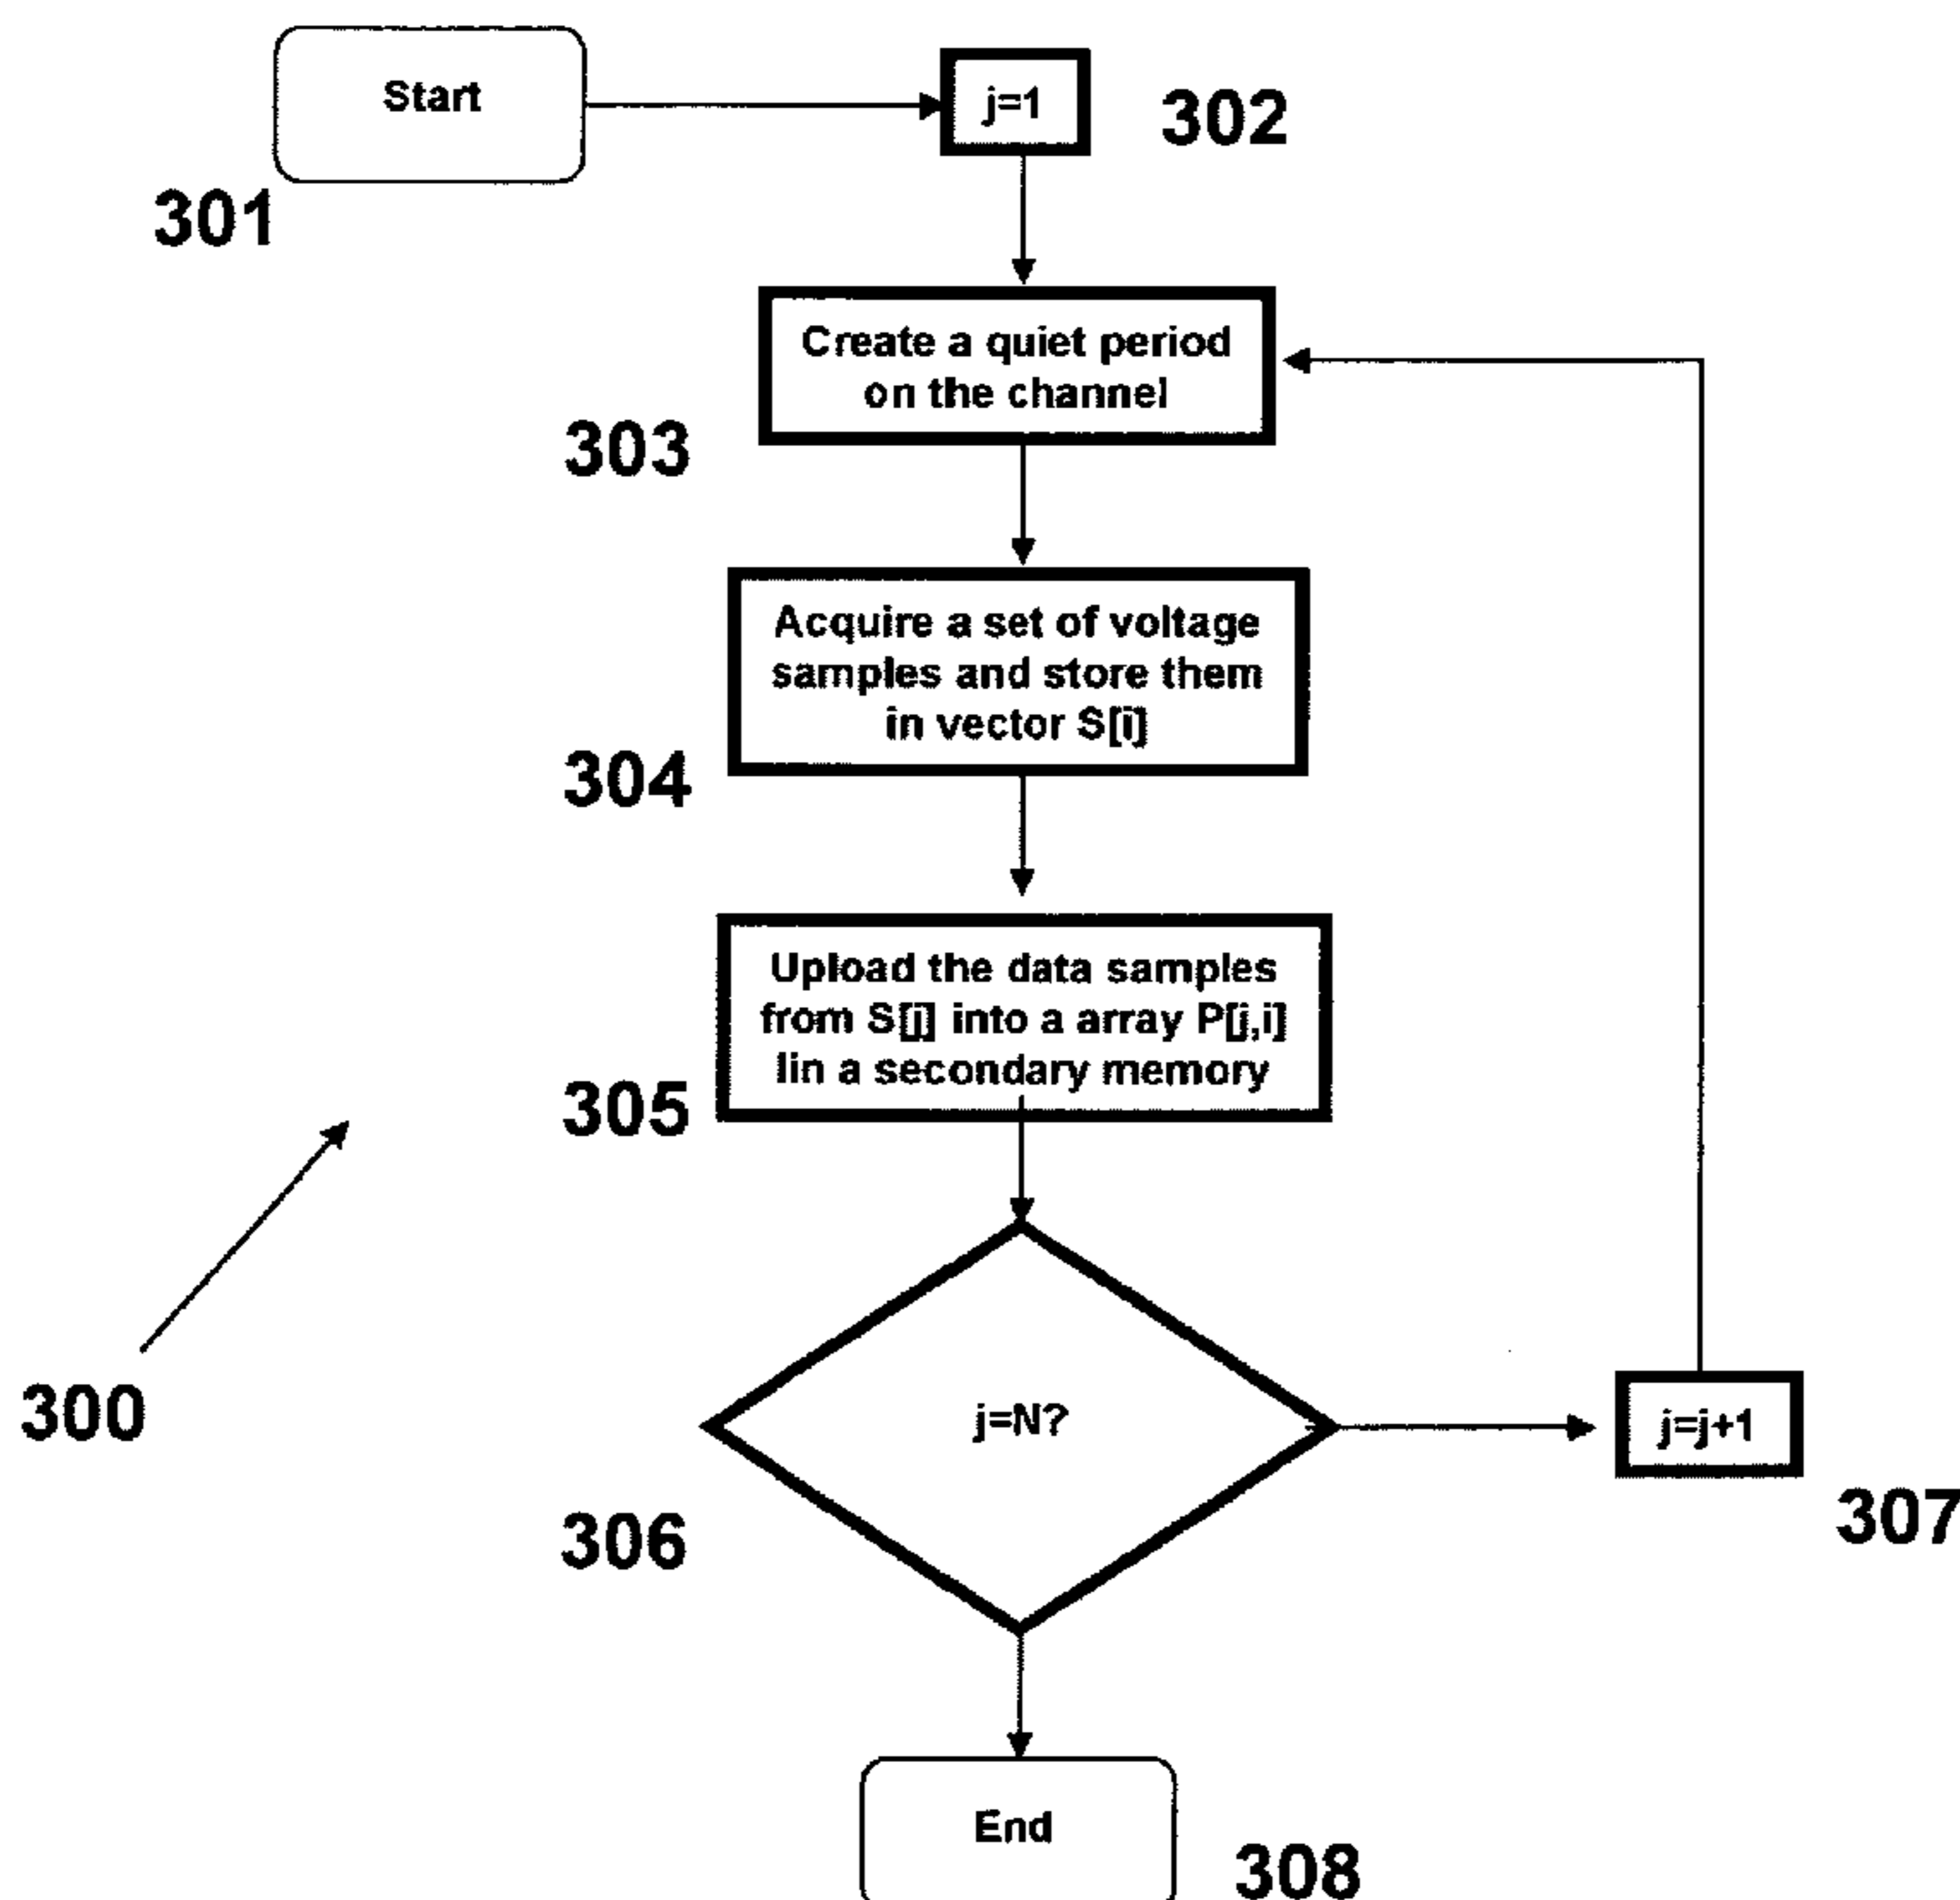 Start
301
j=1
302
Create a quiet period
on the channel
303
Acquire a set of voltage
samples and store them
in vector S[i]
304
Upload the data samples
from S[j] into a array P[j,i]
Iin a secondary memory
305
300
j=N?
306
j=j+1
307
End
308